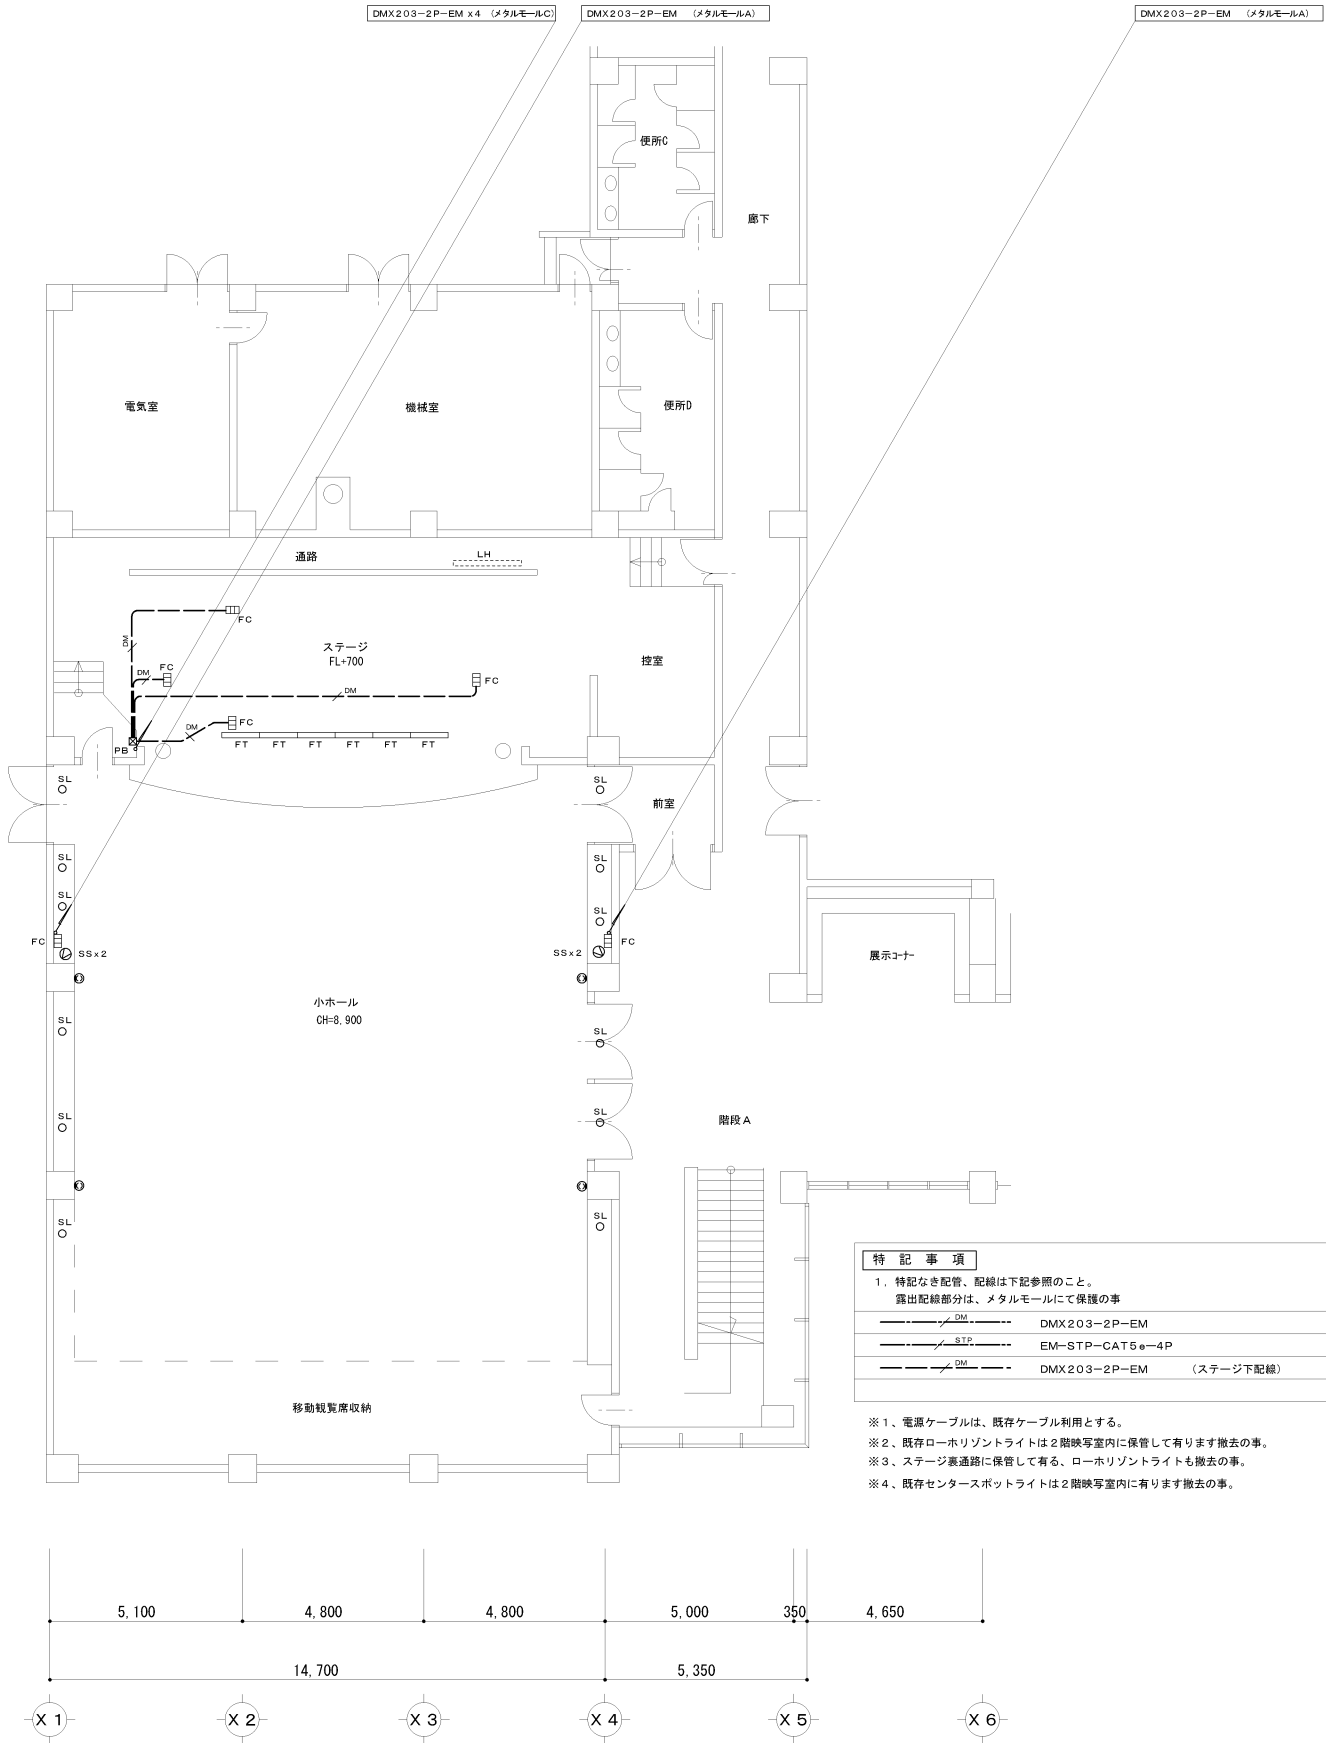 DMX203-2P-EM x4 (メタルモールC)
DMX203-2P-EM (メタルモールA)
DMX203-2P-EM (メタルモールA)
便所C
廊下
電気室
機械室
便所D
通路
LH
FC
DM
ステージ
FL+700
控室
FC
DM
FC
DM
FC
DM
PB
FT
FT
FT
FT
FT
FT
SL
SL
前室
SL
SL
SL
SL
FC
SSx2
SSx2
FC
展示コーナー
小ホール
CH=8,900
SL
SL
SL
SL
階段A
SL
SL
特記事項
1, 特記なき配管、配線は下記参照のこと。
露出配線部分は、メタルモールにて保護の事
DM DMX203-2P-EM
STP EM-STP-CAT5e-4P
DM DMX203-2P-EM (ステージ下配線)
移動観覧席収納
※1、電源ケーブルは、既存ケーブル利用とする。
※2、既存ローホリゾントライトは2階映写室内に保管して有ります撤去の事。
※3、ステージ裏通路に保管して有る、ローホリゾントライトも撤去の事。
※4、既存センタースポットライトは2階映写室内に有ります撤去の事。
5,100
4,800
4,800
5,000
350
4,650
14,700
5,350
X1
X2
X3
X4
X5
X6